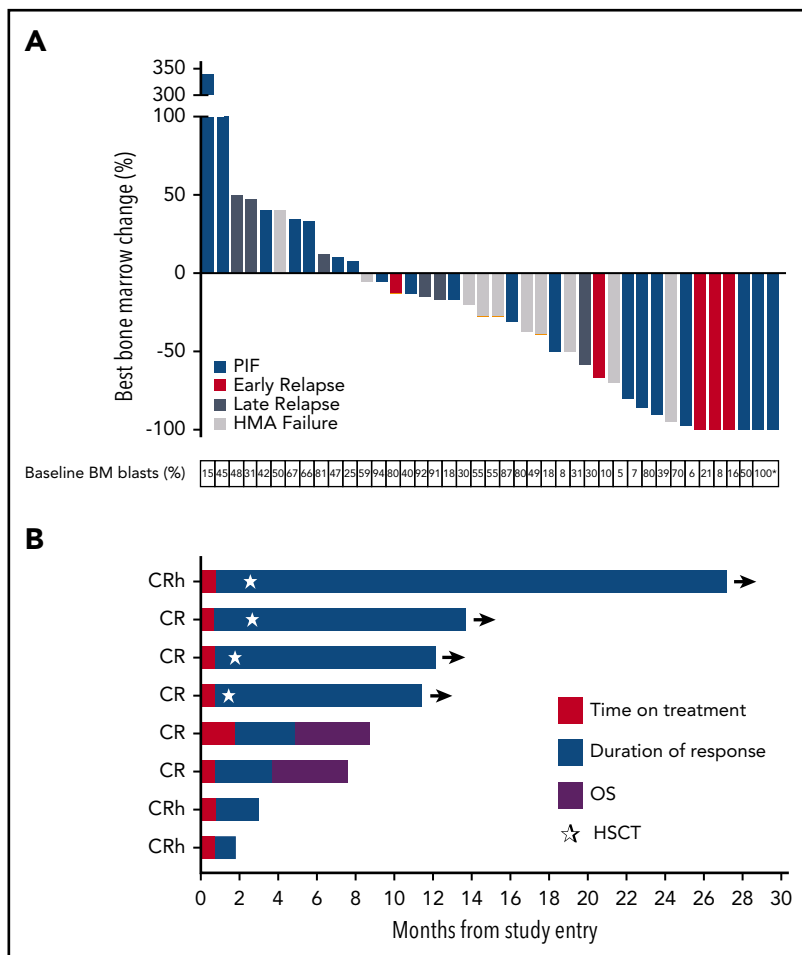 A
350
300
100
50
0
-50
-100
Best bone marrow change (%)
PIF
Early Relapse
Late Relapse
HMA Failure
Baseline BM blasts (%) 15 45 48 31 42 50 67 66 81 47 25 59 94 80 40 92 91 18 30 55 55 87 80 49 18 8 31 30 10 5 7 80 39 70 6 21 8 16 50 100*
B
CRh
CR
CR
CR
CR
CR
CRh
CRh
Time on treatment
Duration of response
OS
HSCT
0 2 4 6 8 10 12 14 16 18 20 22 24 26 28 30
Months from study entry